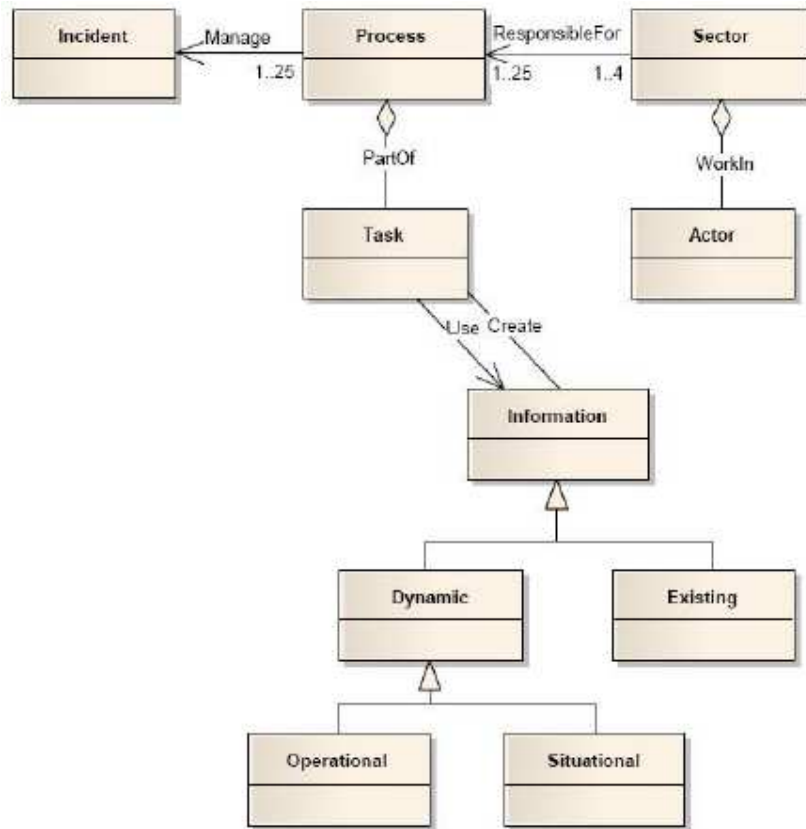 Incident
Manage
Process
ResponsibleFor
Sector
1..25
1..25
1..4
PartOf
WorkIn
Task
Actor
Use
Create
Information
Dynamic
Existing
Operational
Situational